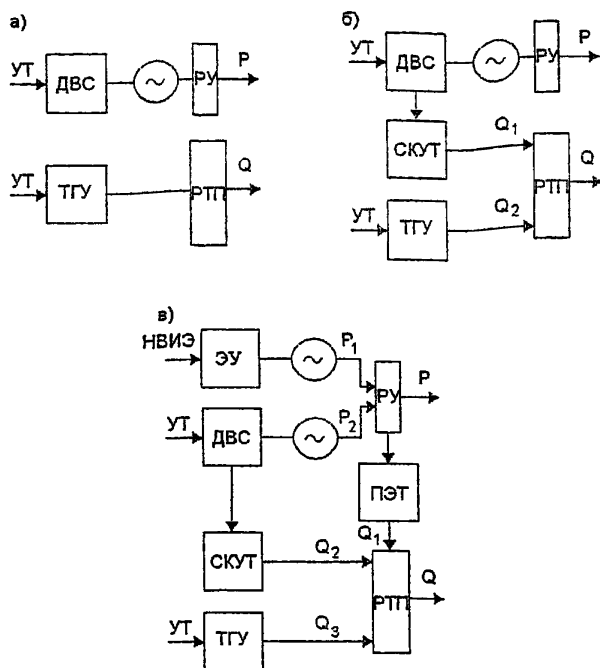 а)
УТ
ДВС
~
РУ
P
УТ
ТГУ
РТП
Q
б)
УТ
ДВС
~
РУ
P
СКУТ
Q1
РТП
Q
УТ
ТГУ
Q2
в)
НВИЭ
ЭУ
~
P1
РУ
P
УТ
ДВС
~
P2
ПЭТ
Q1
СКУТ
Q2
РТП
Q
УТ
ТГУ
Q3